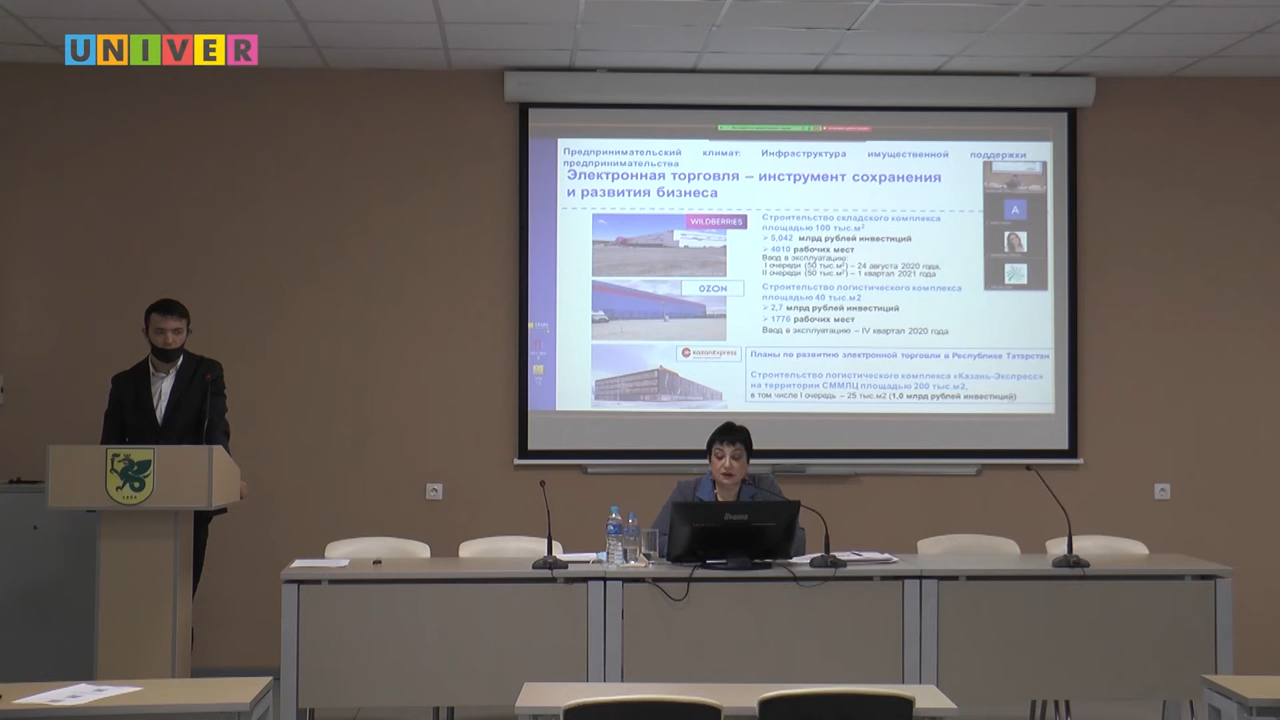 UNIVER
Предпринимательский климат: Инфраструктура имущественной поддержки
предпринимательства
Электронная торговля – инструмент сохранения
и развития бизнеса
WILDBERRIES
Строительство складского комплекса
площадью 100 тыс.м²
> 5,042 млрд рублей инвестиций
> 4010 рабочих мест
Ввод в эксплуатацию:
I очереди (50 тыс.м²) – 24 августа 2020 года,
II очереди (50 тыс.м²) – 1 квартал 2021 года
OZON
Строительство логистического комплекса
площадью 40 тыс.м2
> 2,7 млрд рублей инвестиций
> 1776 рабочих мест
Ввод в эксплуатацию – IV квартал 2020 года
kazanexpress
Планы по развитию электронной торговли в Республике Татарстан
Строительство логистического комплекса «Казань-Экспресс»
на территории СММЛЦ площадью 200 тыс.м2,
в том числе I очередь – 25 тыс.м2 (1,0 млрд рублей инвестиций)
A
1804